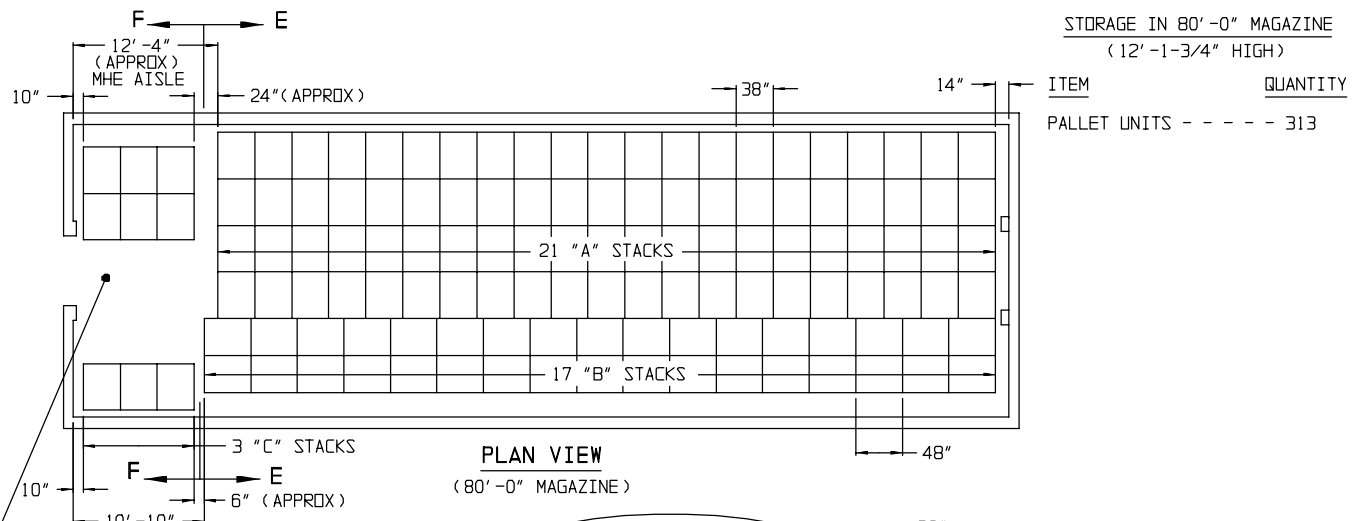 F E
STORAGE IN 80'-0" MAGAZINE
(12'-1-3/4" HIGH)
ITEM QUANTITY
PALLET UNITS - - - - - 313
12'-4"
(APPROX)
MHE AISLE
10"
24"(APPROX)
38"
14"
21 "A" STACKS
17 "B" STACKS
3 "C" STACKS
48"
PLAN VIEW
(80'-0" MAGAZINE)
F E
10"
6" (APPROX)
10'-10"